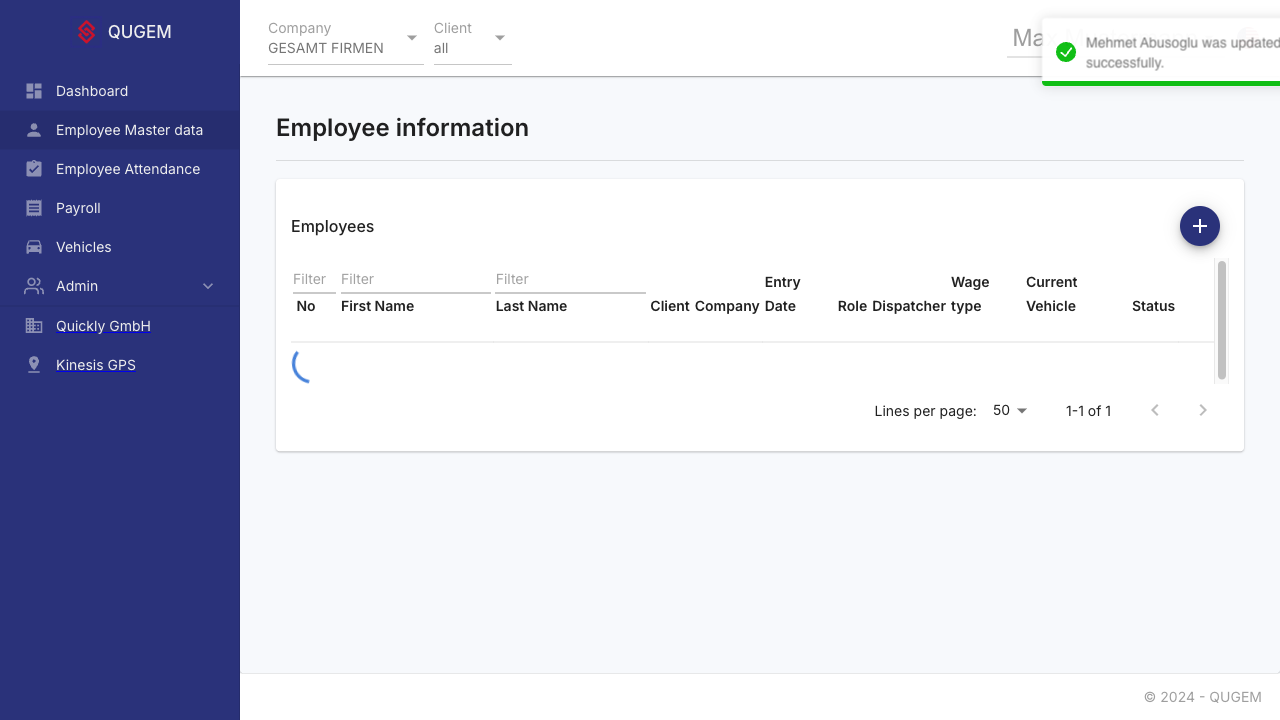 QUGEM
Dashboard
Employee Master data
Employee Attendance
Payroll
Vehicles
Admin
Quickly GmbH
Kinesis GPS
Company
GESAMT FIRMEN
Client
all
Mehmet Abusoglu was updated
successfully.
Employee information
Employees
Filter Filter Filter
No First Name Last Name Client Company Entry Date Role Dispatcher Wage type Current Vehicle Status
Lines per page: 50 1-1 of 1
© 2024 - QUGEM